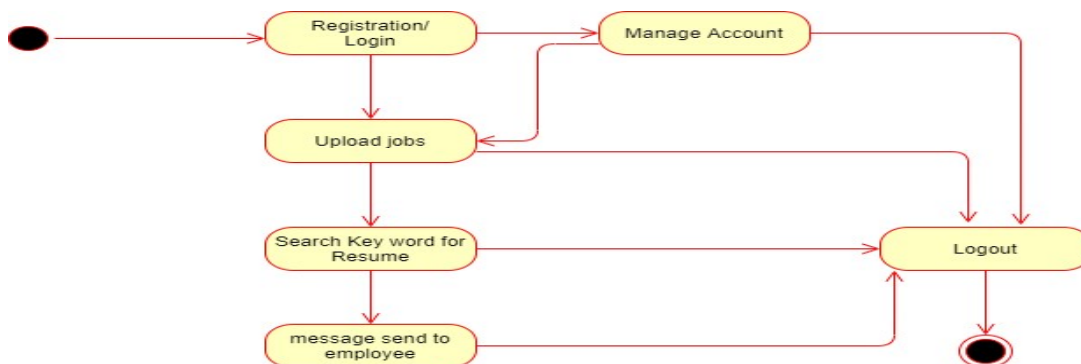 Registration/
Login
Manage Account
Upload jobs
Search Key word for
Resume
Logout
message send to
employee